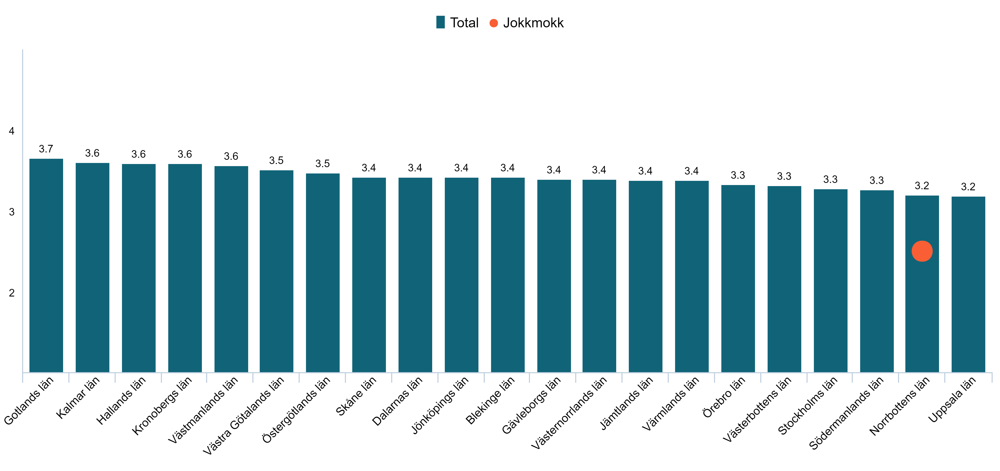 Total Jokkmokk
4
3
2
3.7 3.6 3.6 3.6 3.6 3.5 3.5 3.4 3.4 3.4 3.4 3.4 3.4 3.4 3.4 3.3 3.3 3.3 3.3 3.2 3.2
Gotlands län
Kalmar län
Hallands län
Kronobergs län
Västmanlands län
Västra Götalands län
Östergötlands län
Skåne län
Dalarnas län
Jönköpings län
Blekinge län
Gävleborgs län
Västernorrlands län
Jämtlands län
Värmlands län
Örebro län
Västerbottens län
Stockholms län
Södermanlands län
Norrbottens län
Uppsala län